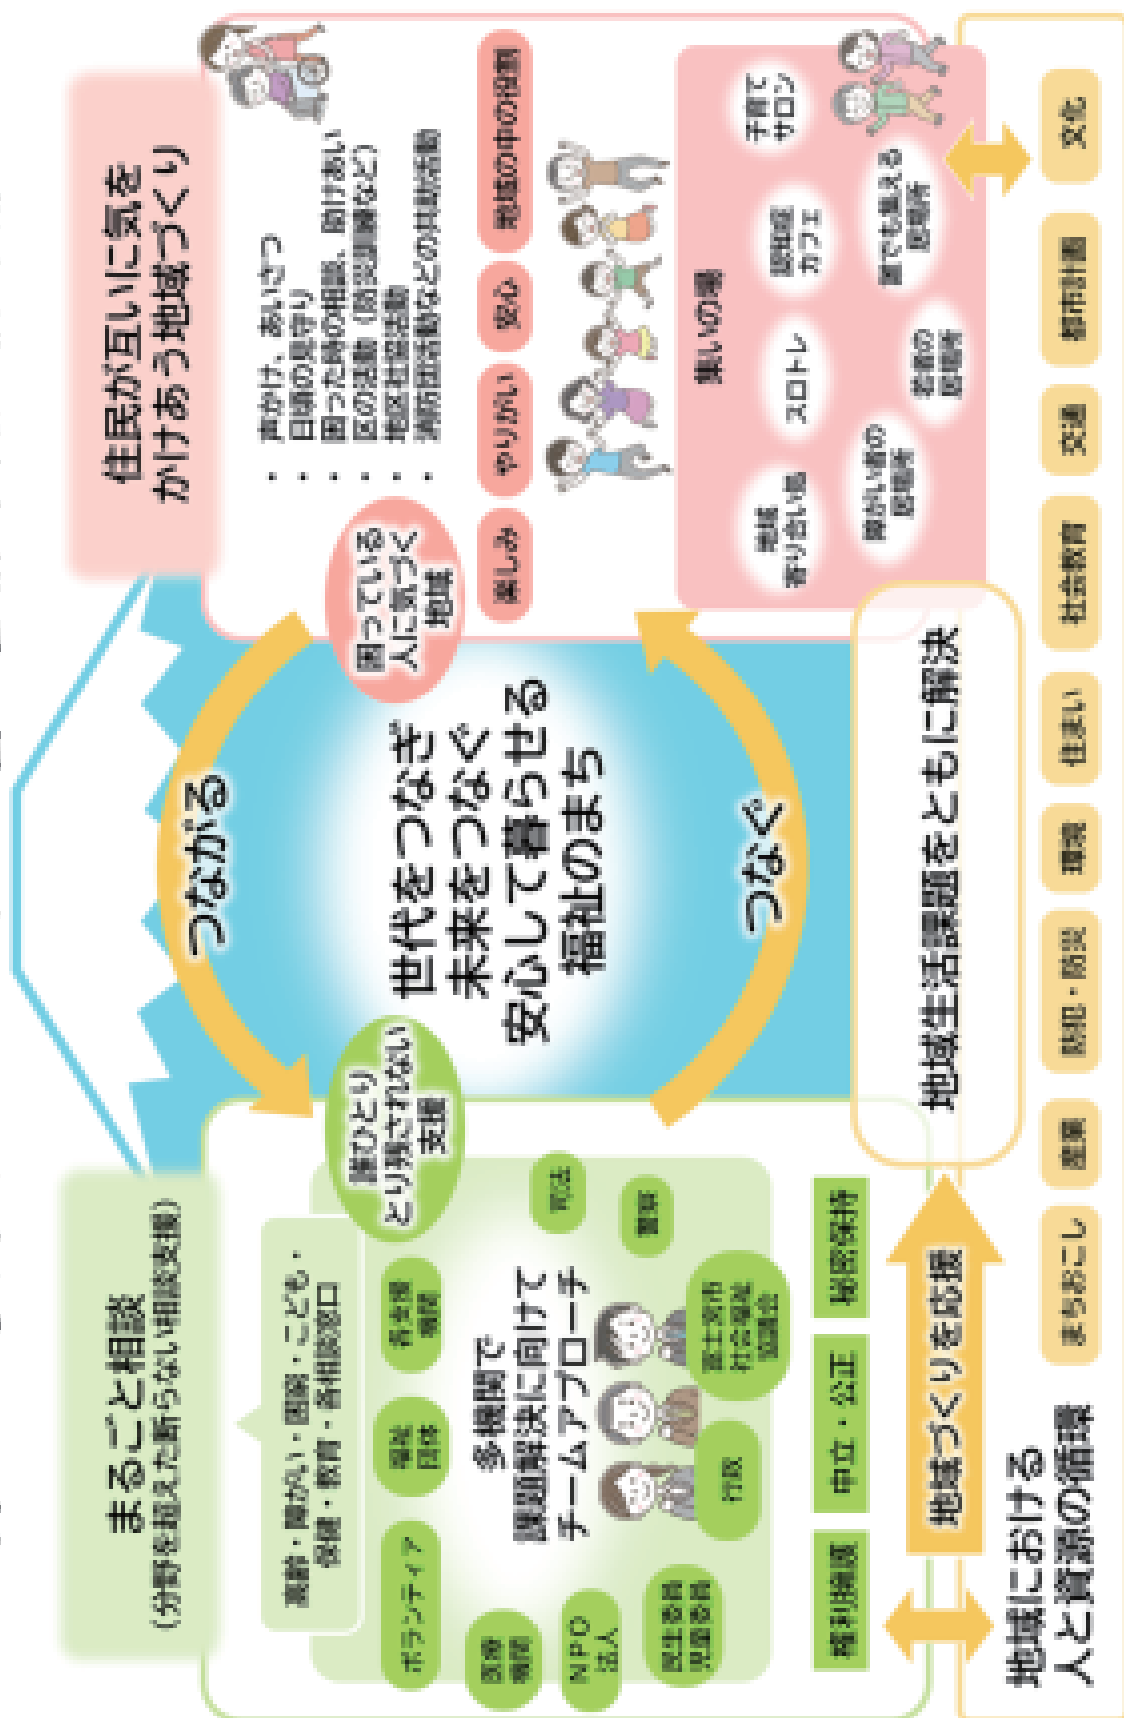 まるごと相談
(分野を超えた断らない相談支援)
高齢・障がい・困窮・こども・
保健・教育・各相談窓口
誰ひとり
とり残されない
支援
ボランティア
福祉
団体
各支援
機関
医療
機関
NPO
法人
民生委員
児童委員
行政
富士宮市
社会福祉
協議会
警察
司法
多機関で
課題解決に向けて
チームアプローチ
権利擁護
中立・公正
秘密保持
つながる
世代をつなぎ
未来をつなぐ
安心して暮らせる
福祉のまち
つなぐ
住民が互いに気を
かけあう地域づくり
・声かけ、あいさつ
・日頃の見守り
・困った時の相談、助けあい
・区の活動（防災訓練など）
・地区社協活動
・消防団活動などの共助活動
困っている
人に気づく
地域
楽しみ
やりがい
安心
地域の中の役割
集いの場
地域
寄り合い処
スロトレ
認知症
カフェ
子育て
サロン
障がい者の
居場所
若者の
居場所
誰でも集える
居場所
地域づくりを応援
地域生活課題をともに解決
地域における
人と資源の循環
まちおこし
産業
防犯・防災
環境
住まい
社会教育
交通
都市計画
文化